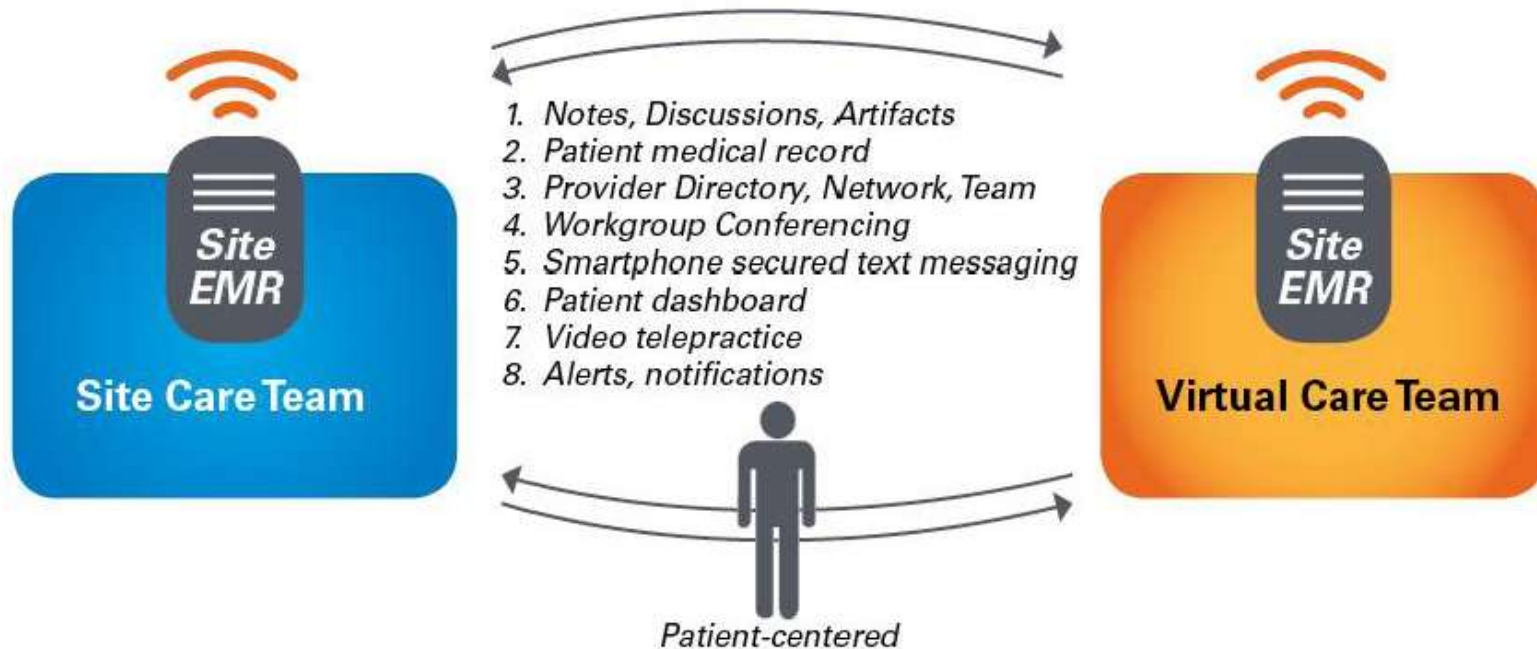 1. Notes, Discussions, Artifacts
2. Patient medical record
3. Provider Directory, Network, Team
4. Workgroup Conferencing
5. Smartphone secured text messaging
6. Patient dashboard
7. Video telepractice
8. Alerts, notifications
Site
EMR
Site Care Team
Site
EMR
Virtual Care Team
Patient-centered